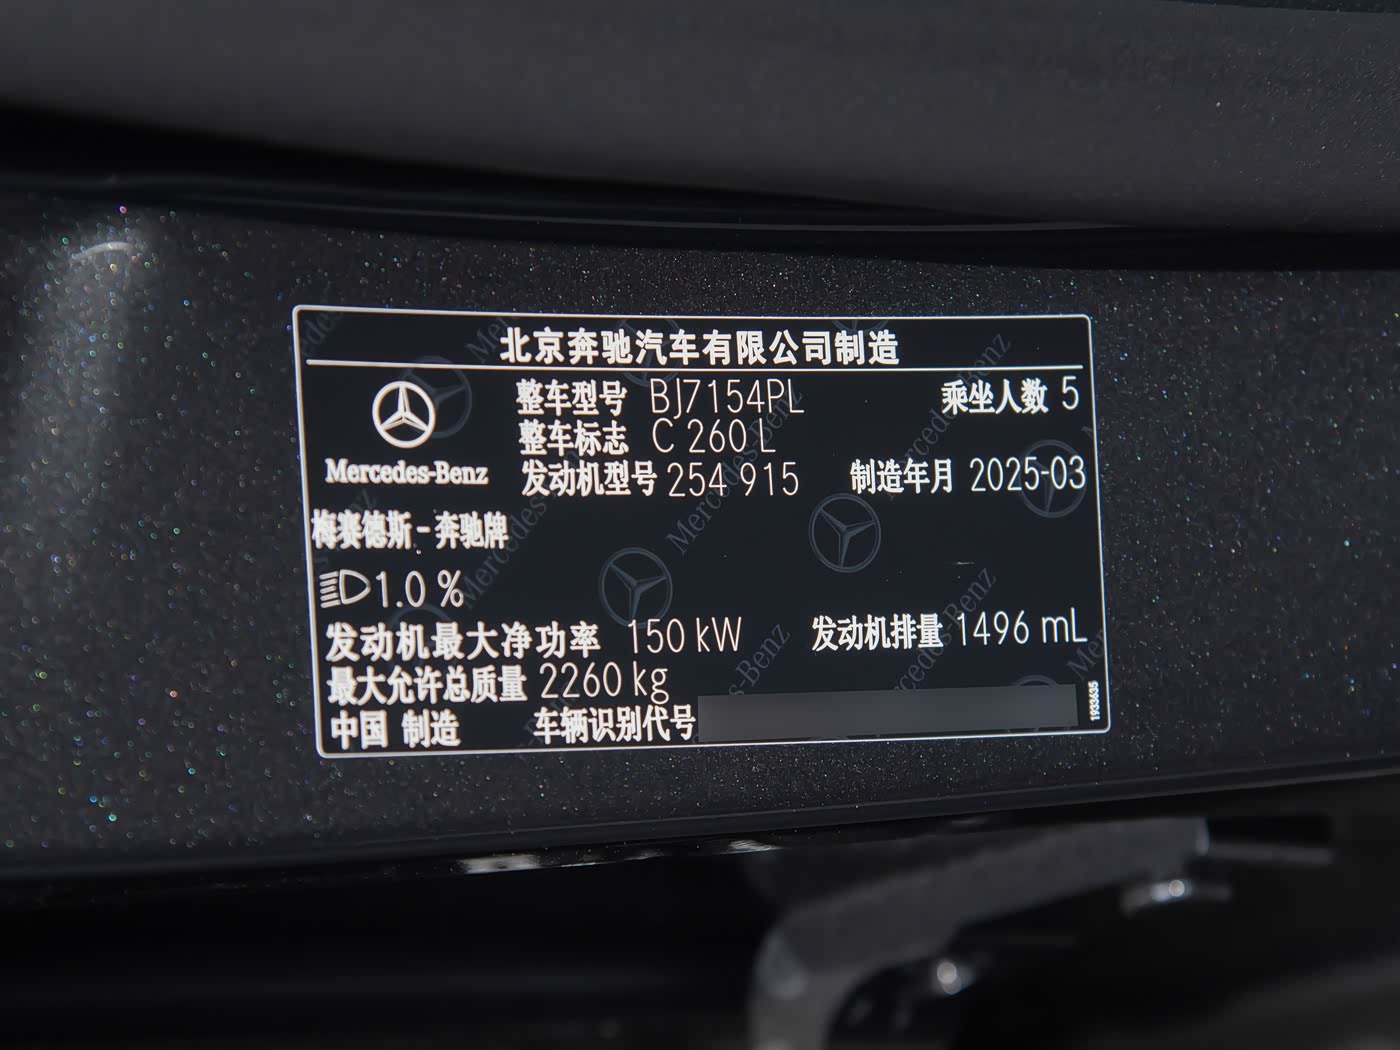 北京奔驰汽车有限公司制造
整车型号 BJ7154PL 乘坐人数 5
整车标志 C 260 L
Mercedes-Benz 发动机型号 254 915 制造年月 2025-03
梅赛德斯-奔驰牌
1.0 %
发动机最大净功率 150 kW 发动机排量 1496 mL
最大允许总质量 2260 kg
中国 制造 车辆识别代号
1933635